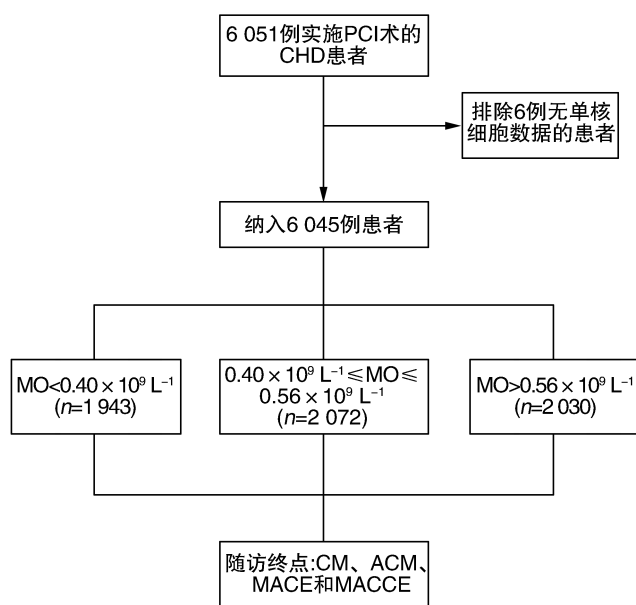 6 051例实施PCI术的
CHD患者
排除6例无单核
细胞数据的患者
纳入6 045例患者
MO<0.40×10⁹ L⁻¹
(n=1 943)
0.40×10⁹ L⁻¹≤MO≤
0.56×10⁹ L⁻¹
(n=2 072)
MO>0.56×10⁹ L⁻¹
(n=2 030)
随访终点:CM、ACM、
MACE和MACCE